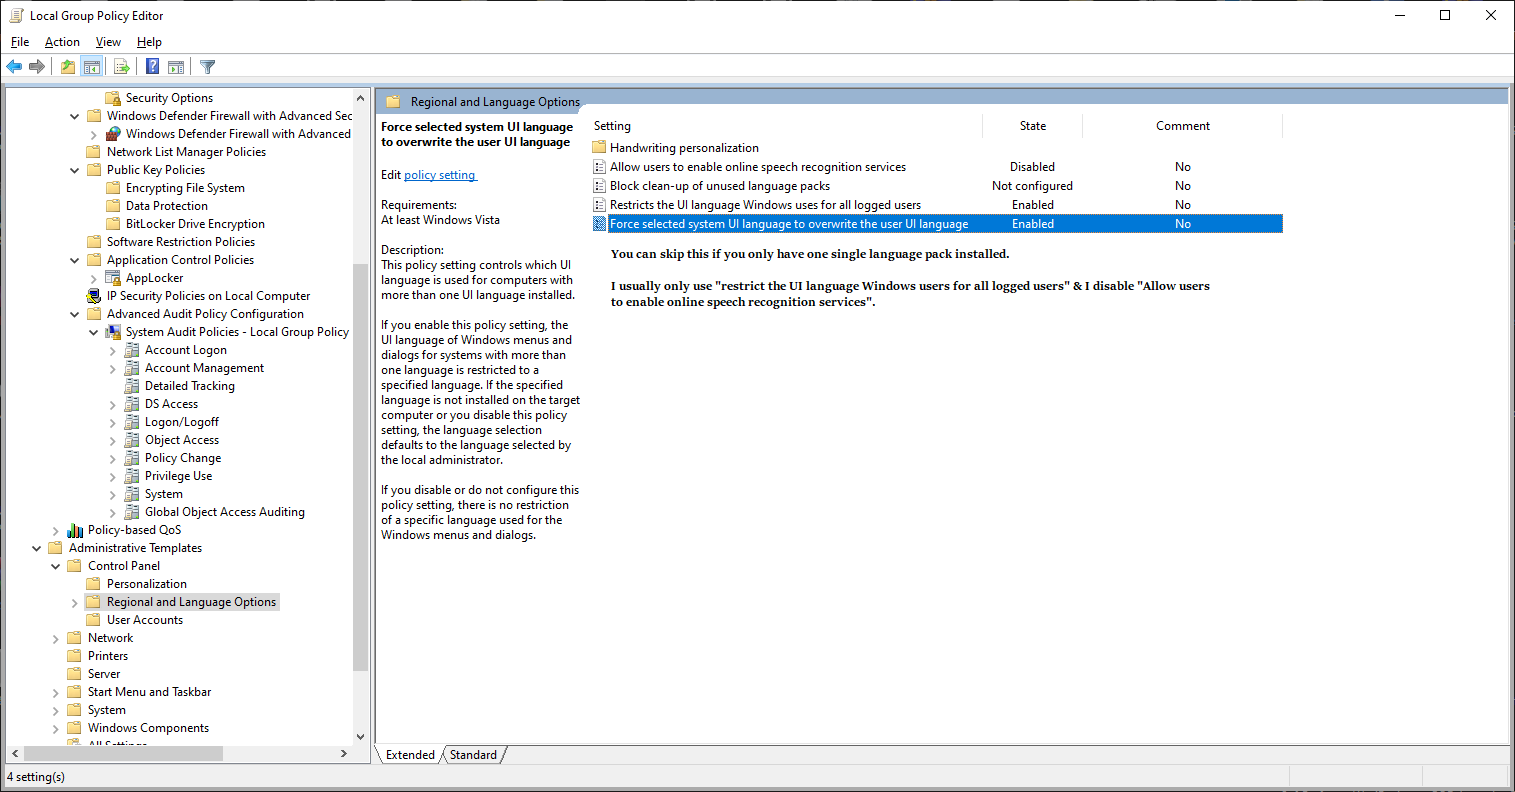 Local Group Policy Editor
File Action View Help
Security Options
Windows Defender Firewall with Advanced Sec
Windows Defender Firewall with Advanced
Network List Manager Policies
Public Key Policies
Encrypting File System
Data Protection
BitLocker Drive Encryption
Software Restriction Policies
Application Control Policies
AppLocker
IP Security Policies on Local Computer
Advanced Audit Policy Configuration
System Audit Policies - Local Group Policy
Account Logon
Account Management
Detailed Tracking
DS Access
Logon/Logoff
Object Access
Policy Change
Privilege Use
System
Global Object Access Auditing
Policy-based QoS
Administrative Templates
Control Panel
Personalization
Regional and Language Options
User Accounts
Network
Printers
Server
Start Menu and Taskbar
System
Windows Components
All Settings
Regional and Language Options
Force selected system UI language
to overwrite the user UI language
Edit policy setting
Requirements:
At least Windows Vista
Description:
This policy setting controls which UI
language is used for computers with
more than one UI language installed.
If you enable this policy setting, the
UI language of Windows menus and
dialogs for systems with more than
one language is restricted to a
specified language. If the specified
language is not installed on the target
computer or you disable this policy
setting, the language selection
defaults to the language selected by
the local administrator.
If you disable or do not configure this
policy setting, there is no restriction
of a specific language used for the
Windows menus and dialogs.
Setting State Comment
Handwriting personalization
Allow users to enable online speech recognition services Disabled No
Block clean-up of unused language packs Not configured No
Restricts the UI language Windows uses for all logged users Enabled No
Force selected system UI language to overwrite the user UI language Enabled No
You can skip this if you only have one single language pack installed.
I usually only use "restrict the UI language Windows users for all logged users" & I disable "Allow users
to enable online speech recognition services".
Extended Standard
4 setting(s)